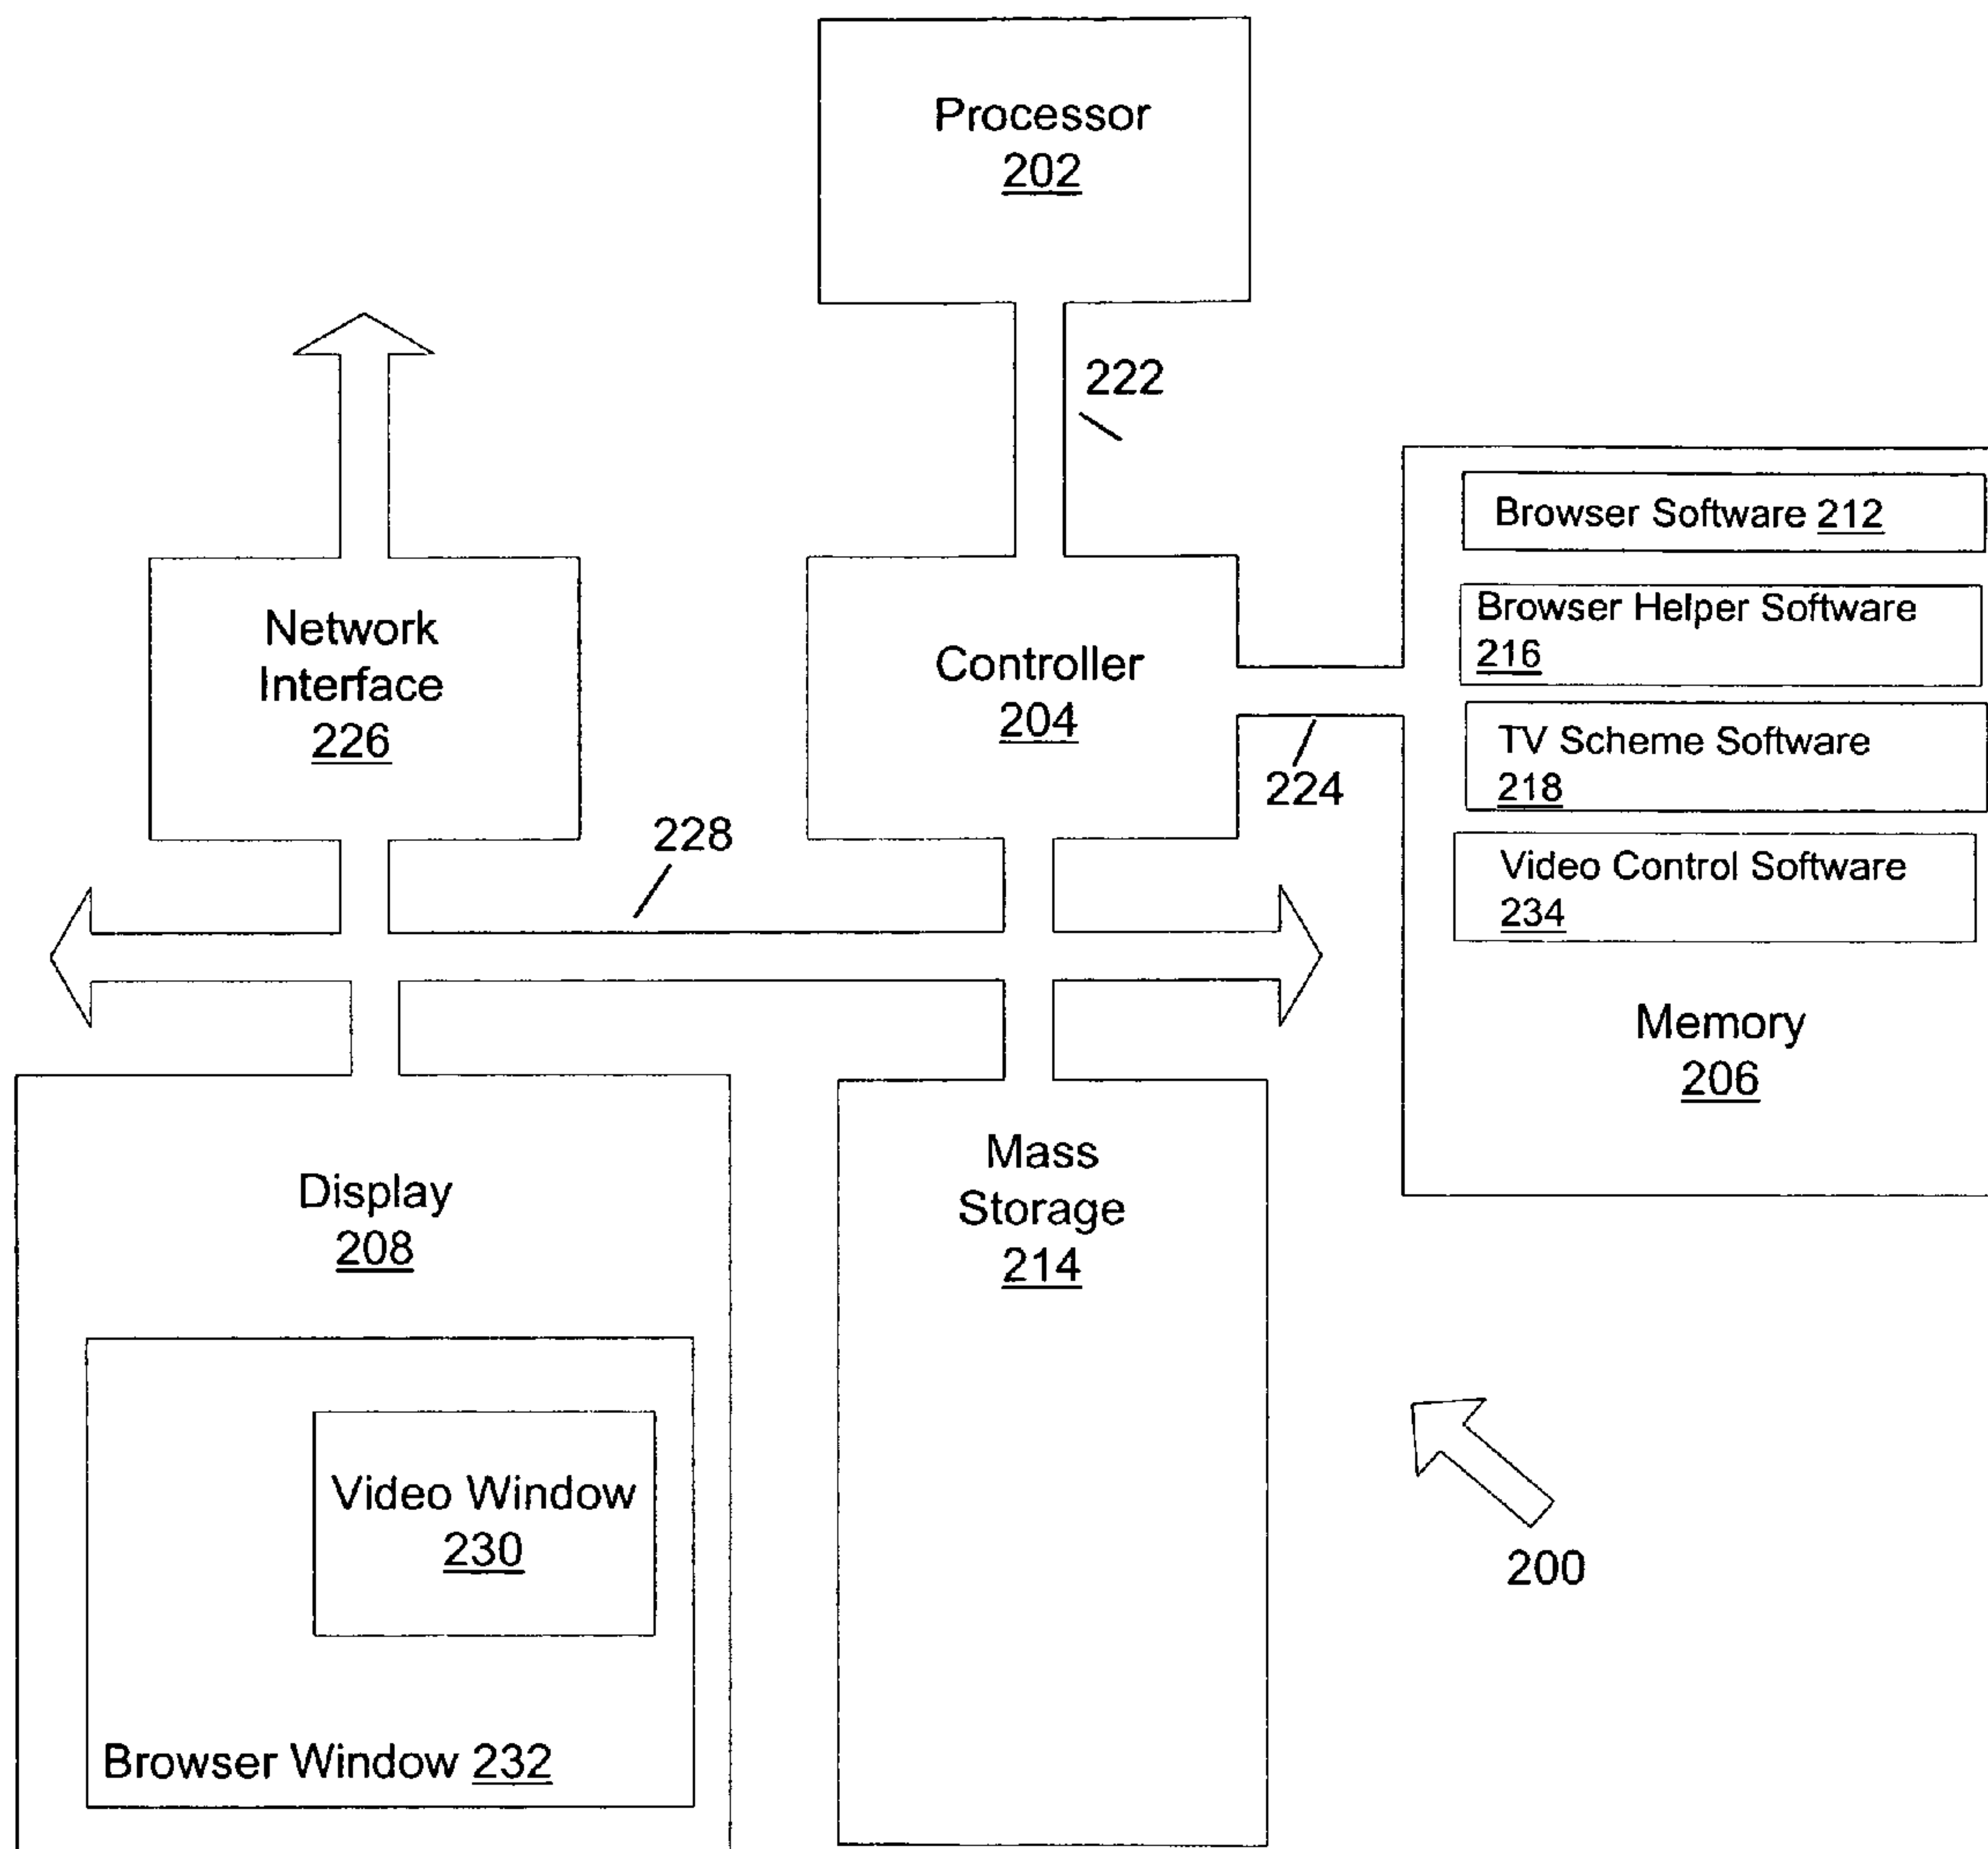 Processor
202
222
Browser Software 212
Browser Helper Software
216
TV Scheme Software
218
Video Control Software
234
Memory
206
Network
Interface
226
Controller
204
224
228
Display
208
Mass
Storage
214
Video Window
230
Browser Window 232
200